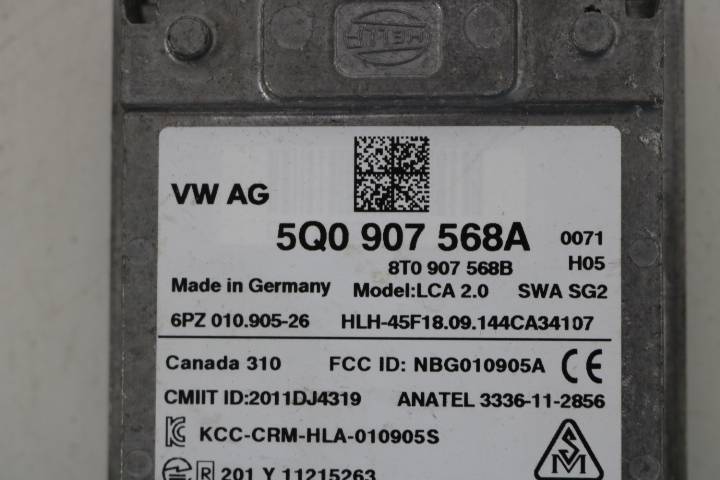 HELLA
VW AG
5Q0 907 568A 0071
8T0 907 568B H05
Made in Germany Model:LCA 2.0 SWA SG2
6PZ 010.905-26 HLH-45F18.09.144CA34107
Canada 310 FCC ID: NBG010905A CE
CMIIT ID:2011DJ4319 ANATEL 3336-11-2856
KCC-CRM-HLA-010905S
R 201 Y 11215263